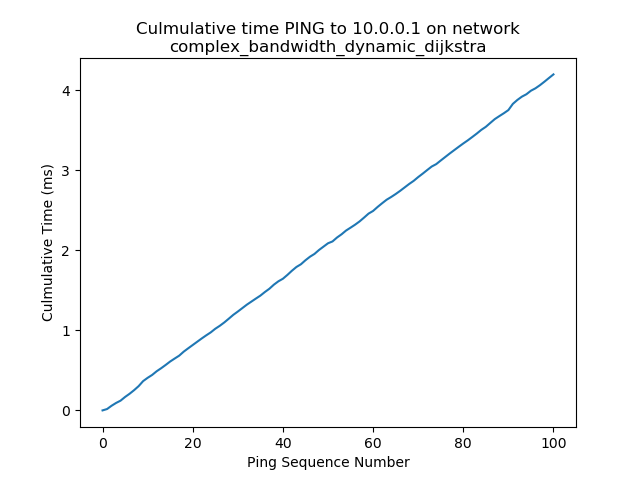 Culmulative time PING to 10.0.0.1 on network
complex_bandwidth_dynamic_dijkstra
Culmulative Time (ms)
4
3
2
1
0
0 20 40 60 80 100
Ping Sequence Number